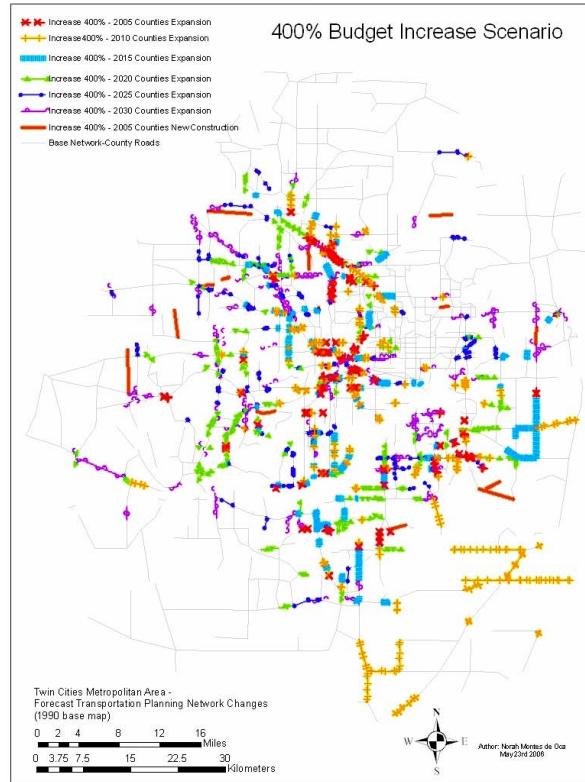 400% Budget Increase Scenario
Increase 400% - 2005 Counties Expansion
Increase400% - 2010 Counties Expansion
Increase 400% - 2015 Counties Expansion
Increase 400% - 2020 Counties Expansion
Increase 400% - 2025 Counties Expansion
Increase 400% - 2030 Counties Expansion
Increase 400% - 2005 Counties New Construction
Base Network-County Roads
Twin Cities Metropolitan Area -
Forecast Transportation Planning Network Changes
(1990 base map)
0 2 4 8 12 16
Miles
0 3.75 7.5 15 22.5 30
Kilometers
N
W E
S
Author: Norah Montes de Oca
May23rd 2006